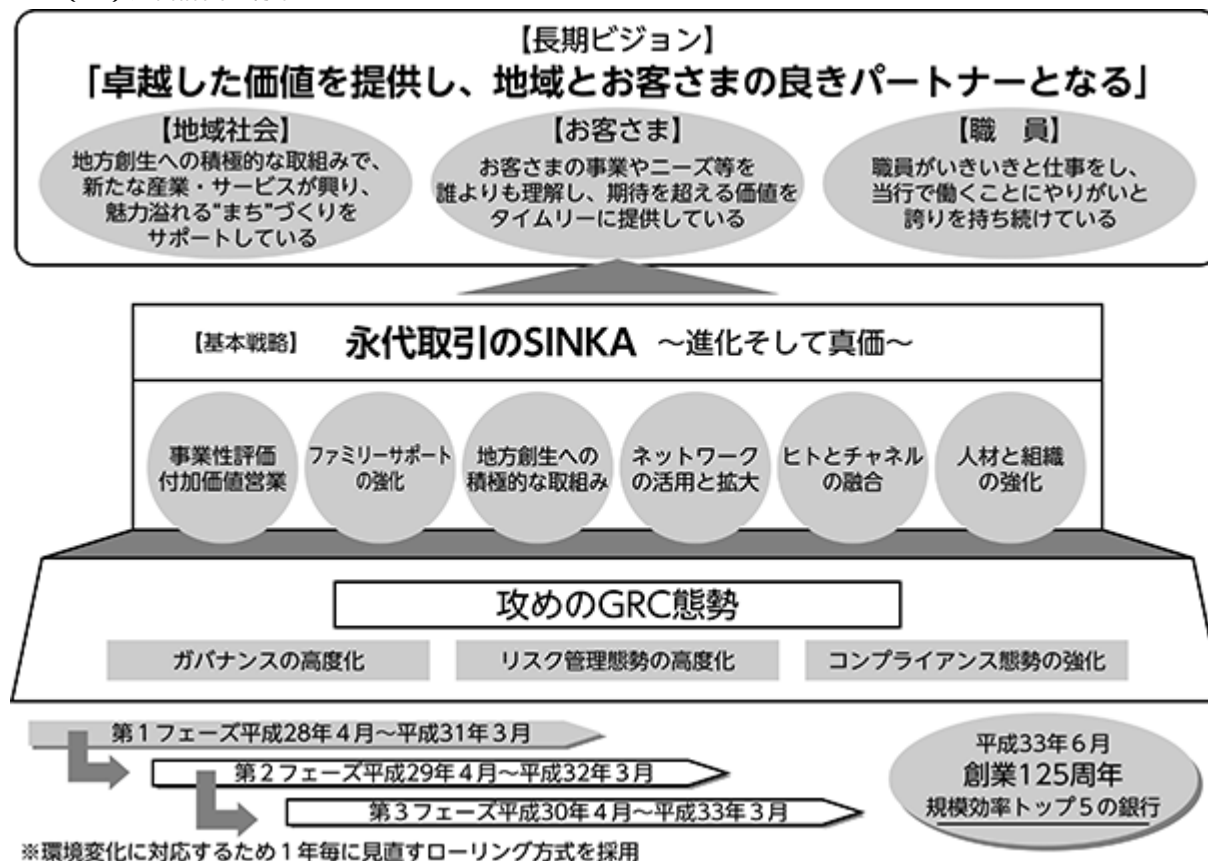 【長期ビジョン】
「卓越した価値を提供し、地域とお客さまの良きパートナーとなる」
【地域社会】
地方創生への積極的な取組みで、
新たな産業・サービスが興り、
魅力溢れる“まち”づくりを
サポートしている
【お客さま】
お客さまの事業やニーズ等を
誰よりも理解し、期待を超える価値を
タイムリーに提供している
【職　員】
職員がいきいきと仕事をし、
当行で働くことにやりがいと
誇りを持ち続けている
【基本戦略】 永代取引のSINKA ～進化そして真価～
事業性評価
付加価値営業
ファミリーサポート
の強化
地方創生への
積極的な取組み
ネットワーク
の活用と拡大
ヒトとチャネル
の融合
人材と組織
の強化
攻めのGRC態勢
ガバナンスの高度化
リスク管理態勢の高度化
コンプライアンス態勢の強化
第１フェーズ平成28年４月～平成31年３月
第２フェーズ平成29年４月～平成32年３月
第３フェーズ平成30年４月～平成33年３月
平成33年６月
創業125周年
規模効率トップ５の銀行
※環境変化に対応するため１年毎に見直すローリング方式を採用